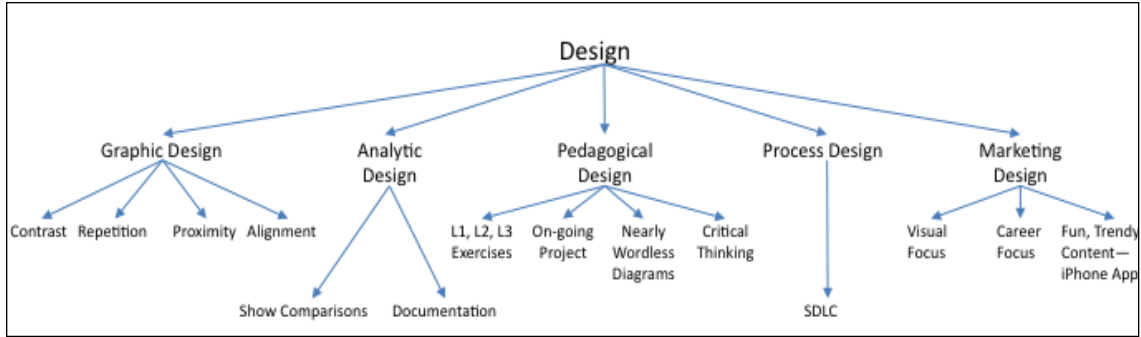 Design
Graphic Design
Analytic
Design
Pedagogical
Design
Process Design
Marketing
Design
Contrast
Repetition
Proximity
Alignment
L1, L2, L3
Exercises
On-going
Project
Nearly
Wordless
Diagrams
Critical
Thinking
Visual
Focus
Career
Focus
Fun, Trendy
Content—
iPhone App
Show Comparisons
Documentation
SDLC